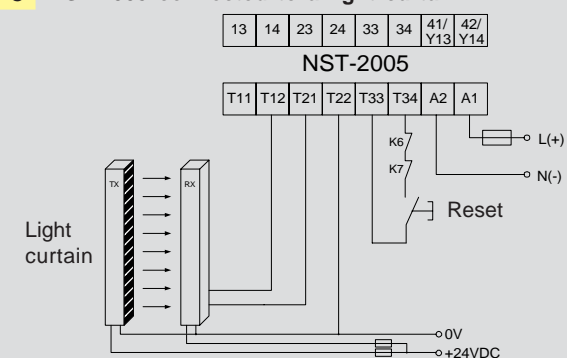 13 14 23 24 33 34 41/ Y13 42/ Y14
NST-2005
T11 T12 T21 T22 T33 T34 A2 A1
K6
L(+)
K7
N(-)
TX
RX
Reset
Light
curtain
0V
+24VDC